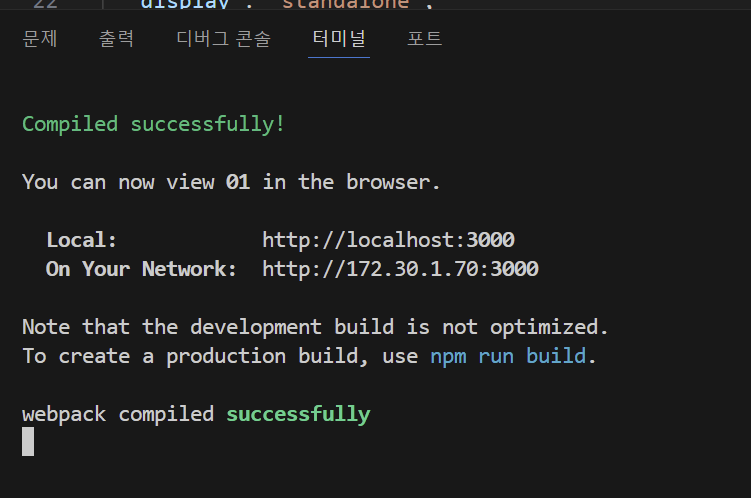 22 "display": "standalone",
문제 출력 디버그 콘솔 터미널 포트
Compiled successfully!
You can now view 01 in the browser.
Local: http://localhost:3000
On Your Network: http://172.30.1.70:3000
Note that the development build is not optimized.
To create a production build, use npm run build.
webpack compiled successfully